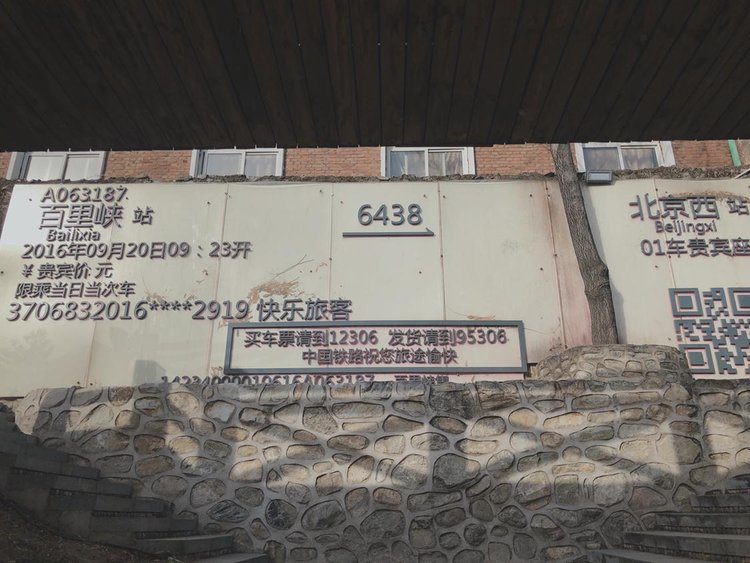 A063187
百里峡 站
Bailixia
6438
北京西 站
Beijingxi
2016年09月20日09：23开
01车贵宾座
¥ 贵宾价 元
限乘当日当次车
3706832016****2919 快乐旅客
买车票请到12306 发货请到95306
中国铁路祝您旅途愉快